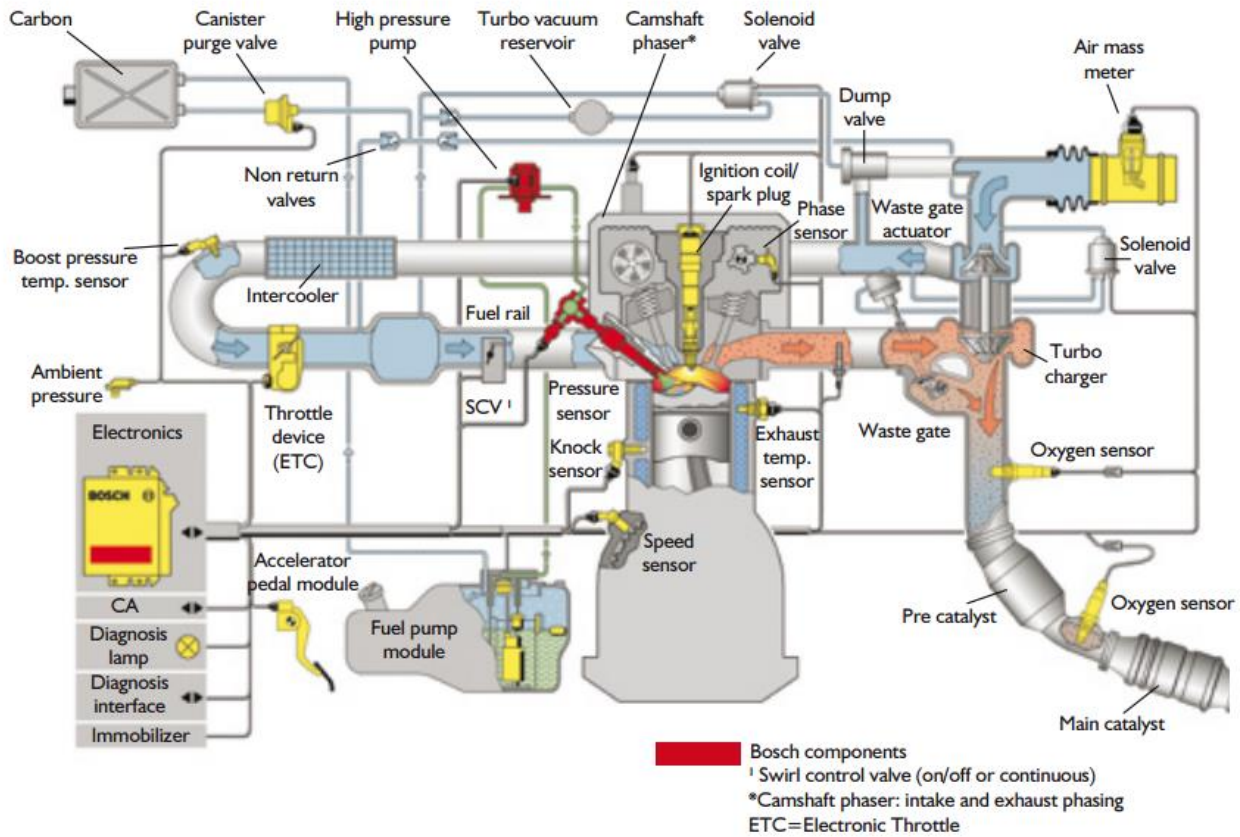 Carbon
Canister
purge valve
High pressure
pump
Turbo vacuum
reservoir
Camshaft
phaser*
Solenoid
valve
Air mass
meter
Dump
valve
Non return
valves
Ignition coil/
spark plug
Phase
sensor
Waste gate
actuator
Solenoid
valve
Boost pressure
temp. sensor
Intercooler
Fuel rail
Ambient
pressure
Throttle
device
(ETC)
SCV ¹
Pressure
sensor
Knock
sensor
Exhaust
temp.
sensor
Turbo
charger
Waste gate
Oxygen sensor
Electronics
BOSCH
Speed
sensor
Accelerator
pedal module
CA
Diagnosis
lamp
Diagnosis
interface
Immobilizer
Fuel pump
module
Pre catalyst
Oxygen sensor
Main catalyst
Bosch components
¹ Swirl control valve (on/off or continuous)
*Camshaft phaser: intake and exhaust phasing
ETC=Electronic Throttle